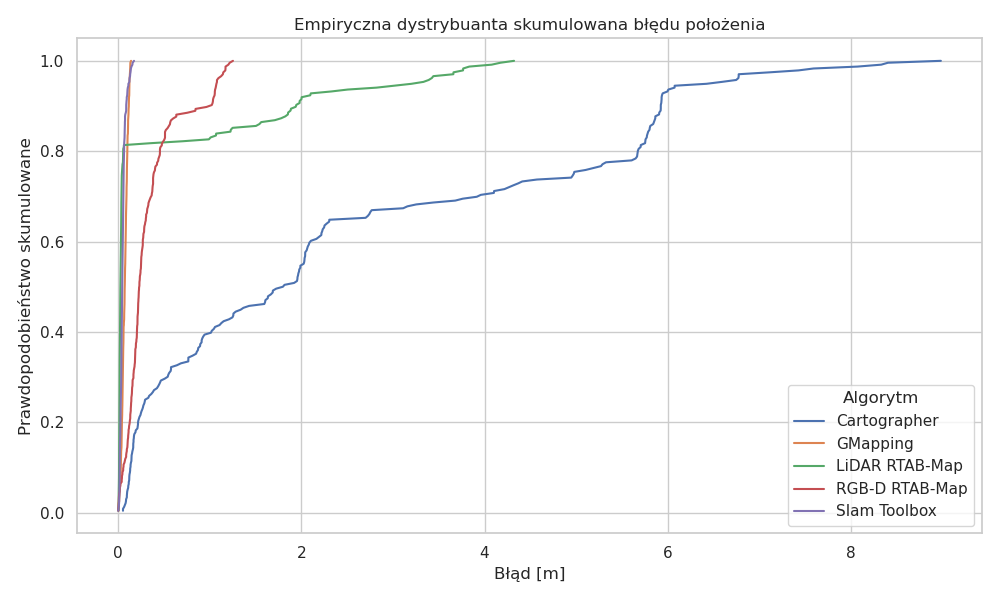 Empiryczna dystrybuanta skumulowana błędu położenia
Prawdopodobieństwo skumulowane
1.0
0.8
0.6
0.4
0.2
0.0
0
2
4
6
8
Błąd [m]
Algorytm
Cartographer
GMapping
LiDAR RTAB-Map
RGB-D RTAB-Map
Slam Toolbox